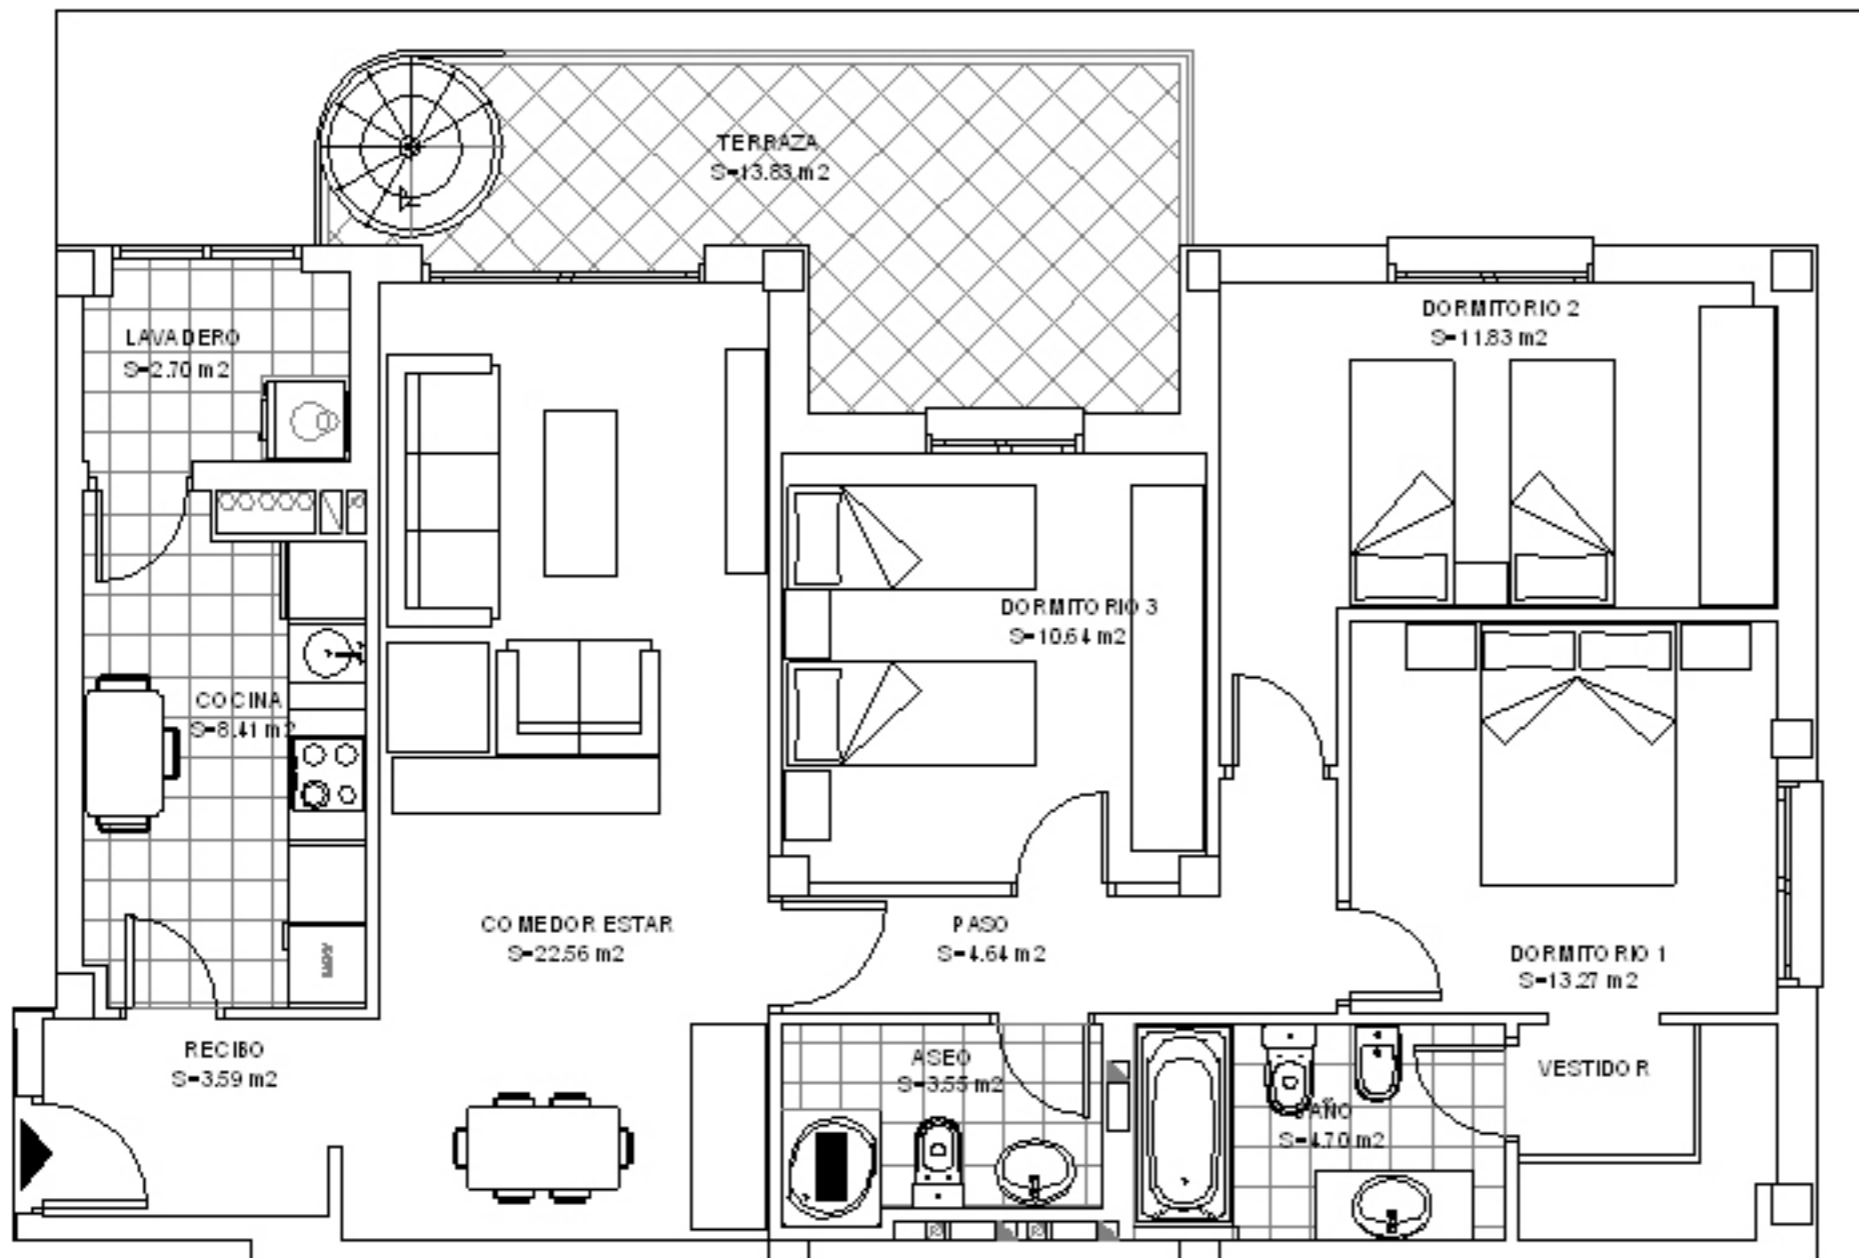 TERRAZA
S=13.83 m2
LAVADERO
S=2.70 m2
DORMITORIO 2
S=11.83 m2
DORMITORIO 3
S=10.64 m2
COCINA
S=8.41 m2
COMEDOR ESTAR
S=22.56 m2
PASO
S=4.64 m2
DORMITORIO 1
S=13.27 m2
RECIBO
S=3.59 m2
ASEO
S=3.55 m2
VESTIDOR
BAÑO
S=4.70 m2